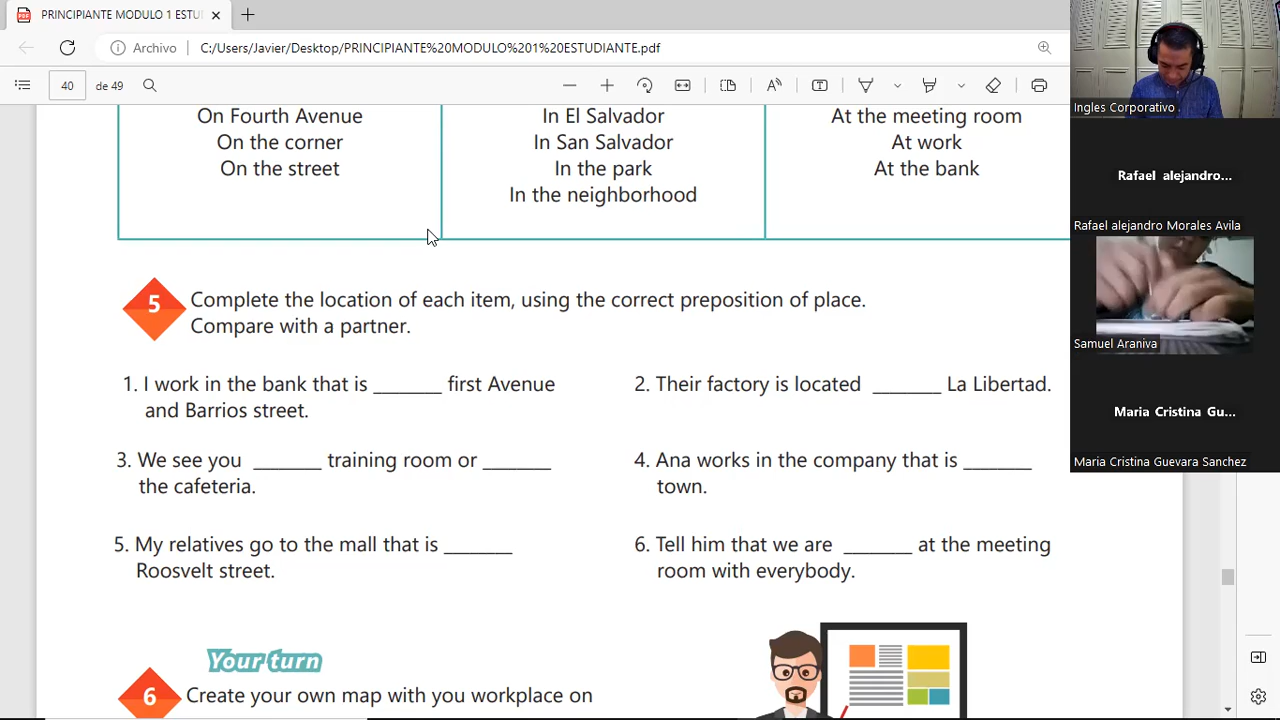 PRINCIPIANTE MODULO 1 ESTU
Archivo
C:/Users/Javier/Desktop/PRINCIPIANTE%20MODULO%201%20ESTUDIANTE.pdf
40 de 49
On Fourth Avenue
On the corner
On the street
In El Salvador
In San Salvador
In the park
In the neighborhood
At the meeting room
At work
At the bank
5
Complete the location of each item, using the correct preposition of place.
Compare with a partner.
1. I work in the bank that is _______ first Avenue
and Barrios street.
2. Their factory is located _______ La Libertad.
3. We see you _______ training room or _______
the cafeteria.
4. Ana works in the company that is _______
town.
5. My relatives go to the mall that is _______
Roosvelt street.
6. Tell him that we are _______ at the meeting
room with everybody.
Your turn
6
Create your own map with you workplace on
Ingles Corporativo
Rafael alejandro...
Rafael alejandro Morales Avila
Samuel Araniva
Maria Cristina Gu...
Maria Cristina Guevara Sanchez